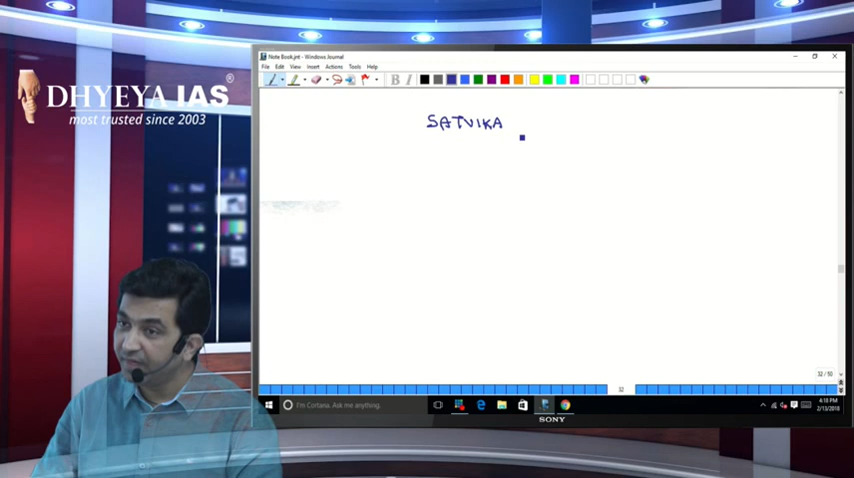 DHYEYA IAS®
most trusted since 2003
Note Book.jnt - Windows Journal
File Edit View Insert Actions Tools Help
B I
SATVIKA
32 / 50
32
I'm Cortana. Ask me anything.
4:18 PM
2/13/2018
SONY